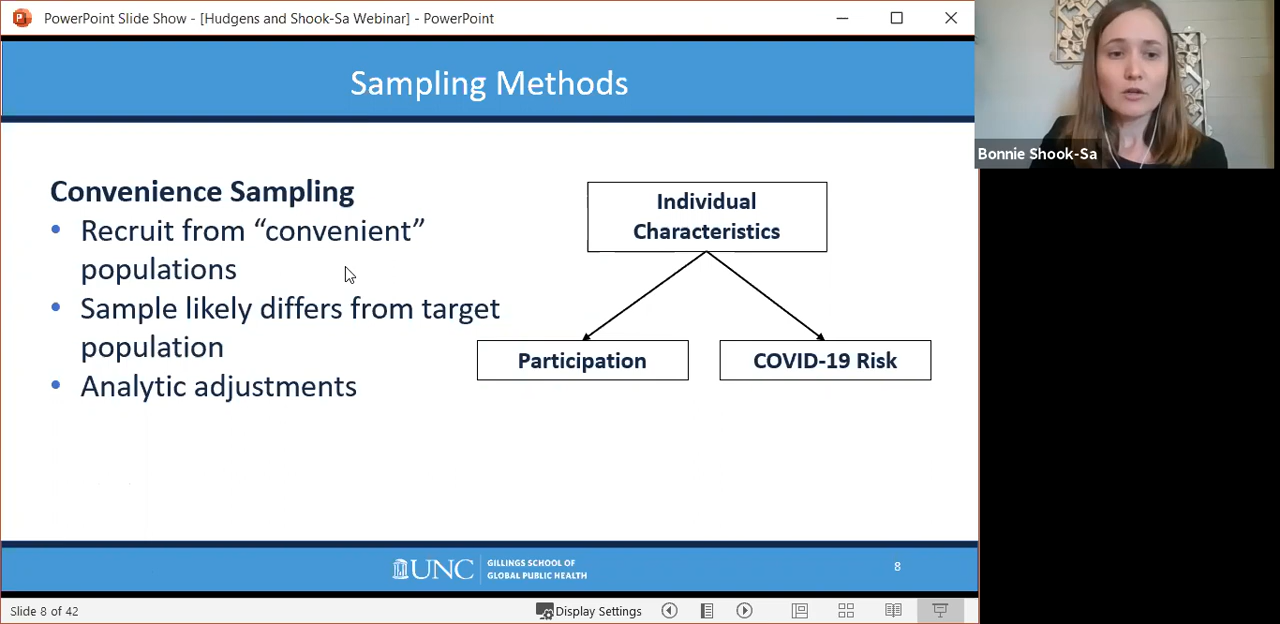 PowerPoint Slide Show - [Hudgens and Shook-Sa Webinar] - PowerPoint
Sampling Methods
Bonnie Shook-Sa
Convenience Sampling
• Recruit from “convenient”
populations
• Sample likely differs from target
population
• Analytic adjustments
Individual
Characteristics
Participation
COVID-19 Risk
UNC
GILLINGS SCHOOL OF
GLOBAL PUBLIC HEALTH
8
Slide 8 of 42
Display Settings